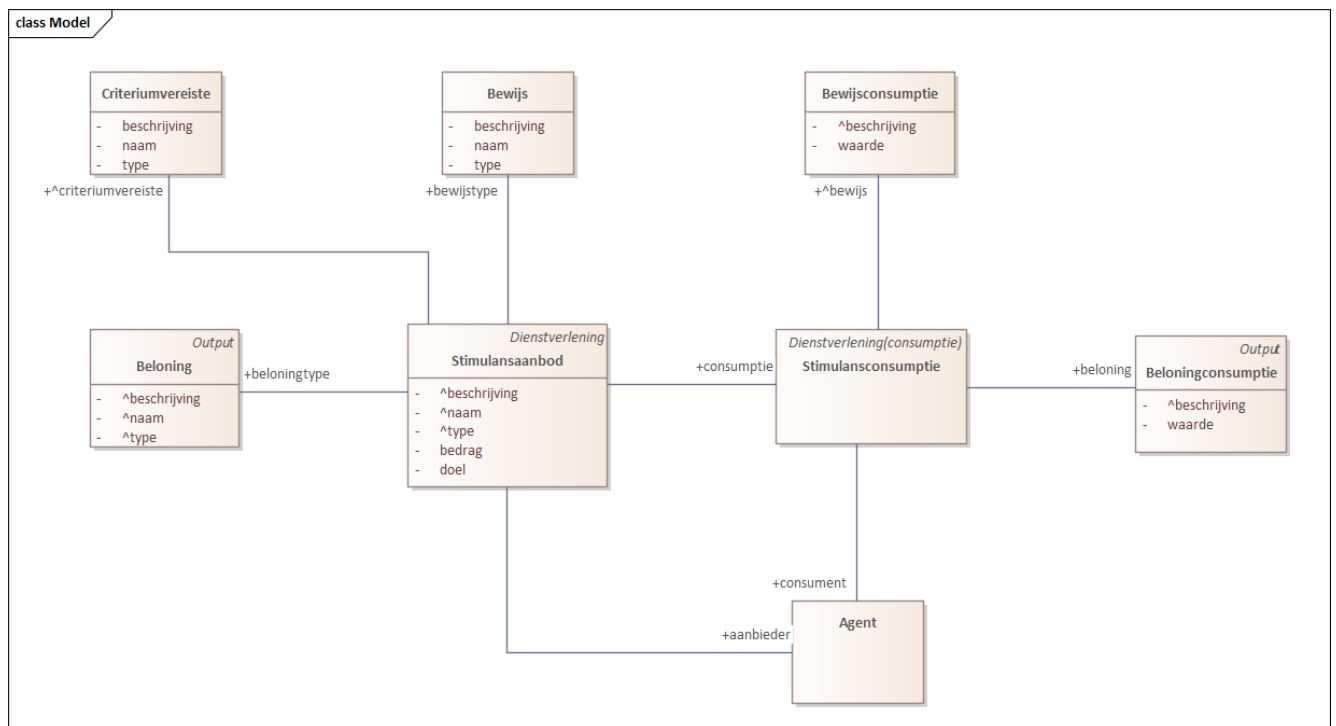 class Model
Criteriumvereiste
- beschrijving
- naam
- type
Bewijs
- beschrijving
- naam
- type
Bewijsconsumptie
- ^beschrijving
- waarde
+^criteriumvereiste
+bewijstype
+^bewijs
Output
Beloning
- ^beschrijving
- ^naam
- ^type
+beloningtype
Dienstverlening
Stimulansaanbod
- ^beschrijving
- ^naam
- ^type
- bedrag
- doel
+consumptie
Dienstverlening(consumptie)
Stimulansconsumptie
+beloning
Output
Beloningconsumptie
- ^beschrijving
- waarde
+consument
+aanbieder
Agent